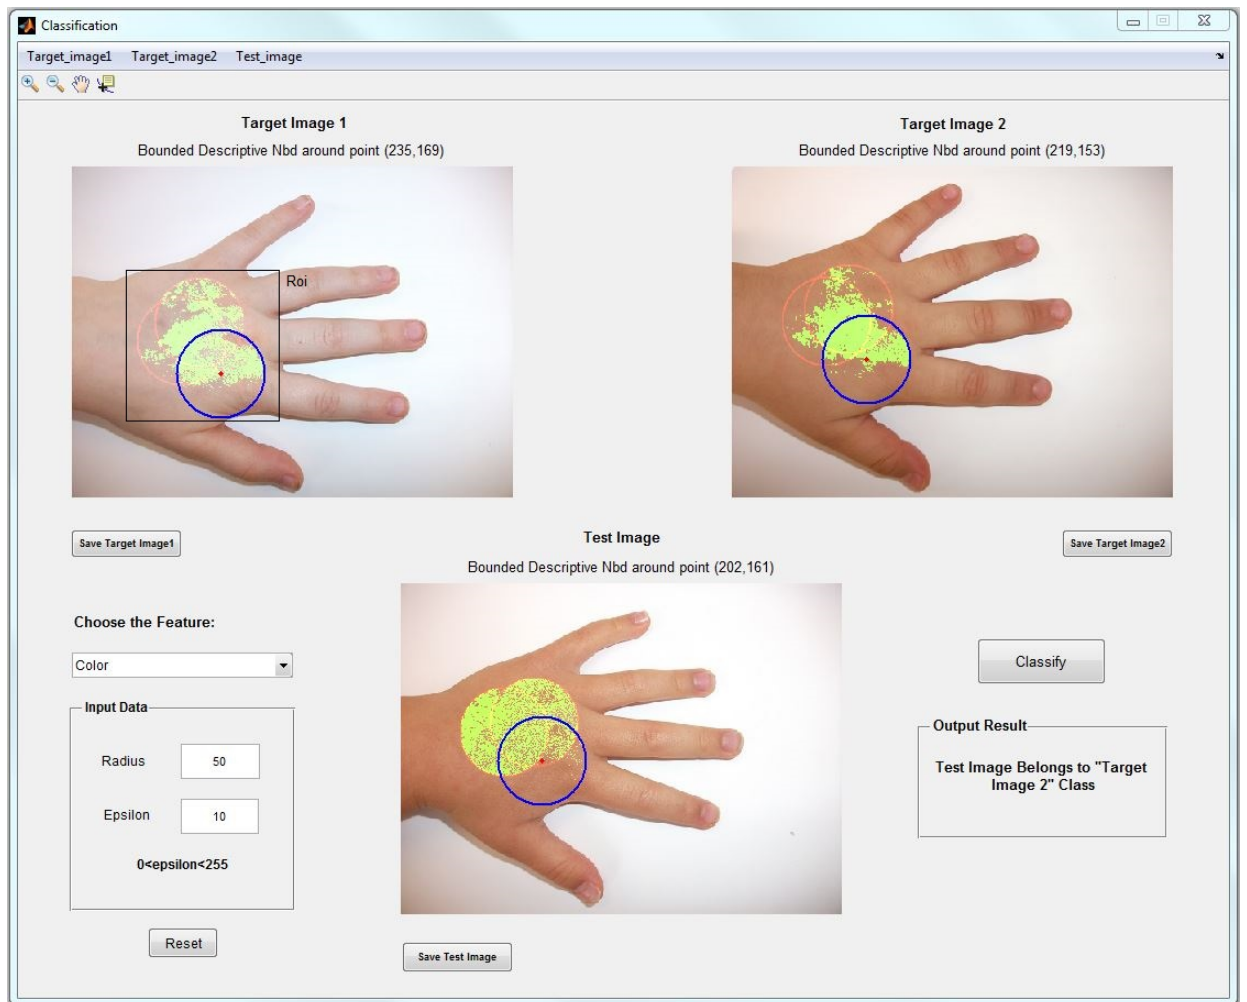 Classification
Target_image1 Target_image2 Test_image
Target Image 1
Bounded Descriptive Nbd around point (235,169)
Roi
Target Image 2
Bounded Descriptive Nbd around point (219,153)
Save Target Image1
Test Image
Bounded Descriptive Nbd around point (202,161)
Save Target Image2
Choose the Feature:
Color
Input Data
Radius 50
Epsilon 10
0<epsilon<255
Reset
Save Test Image
Classify
Output Result
Test Image Belongs to "Target
Image 2" Class